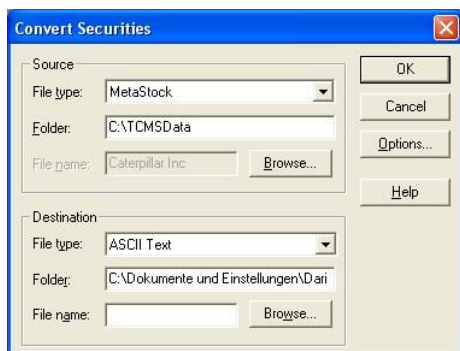 Convert Securities
Source
File type: MetaStock
Folder: C:\TCMSData
File name: Caterpillar Inc Browse...
Destination
File type: ASCII Text
Folder: C:\Dokumente und Einstellungen\Dari
File name: Browse...
OK
Cancel
Options...
Help